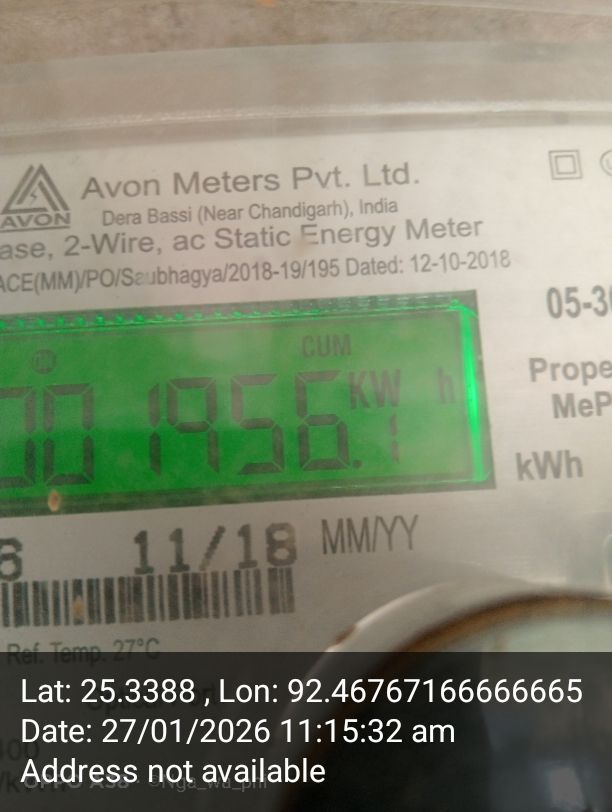 Avon Meters Pvt. Ltd.
AVON
Dera Bassi (Near Chandigarh), India
ase, 2-Wire, ac Static Energy Meter
ACE(MM)/PO/Saubhagya/2018-19/195 Dated: 12-10-2018
05-30
CUM
001956.1 KW h
Prope
MeP
kWh
11/18 MM/YY
Ref. Temp. 27°C
Lat: 25.3388 , Lon: 92.46767166666665
Date: 27/01/2026 11:15:32 am
Address not available